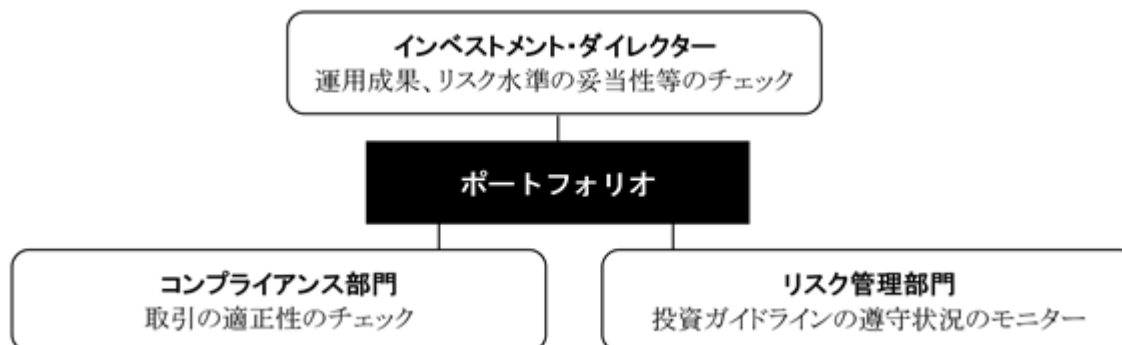 インベストメント・ダイレクター
運用成果、リスク水準の妥当性等のチェック
ポートフォリオ
コンプライアンス部門
取引の適正性のチェック
リスク管理部門
投資ガイドラインの遵守状況のモニター